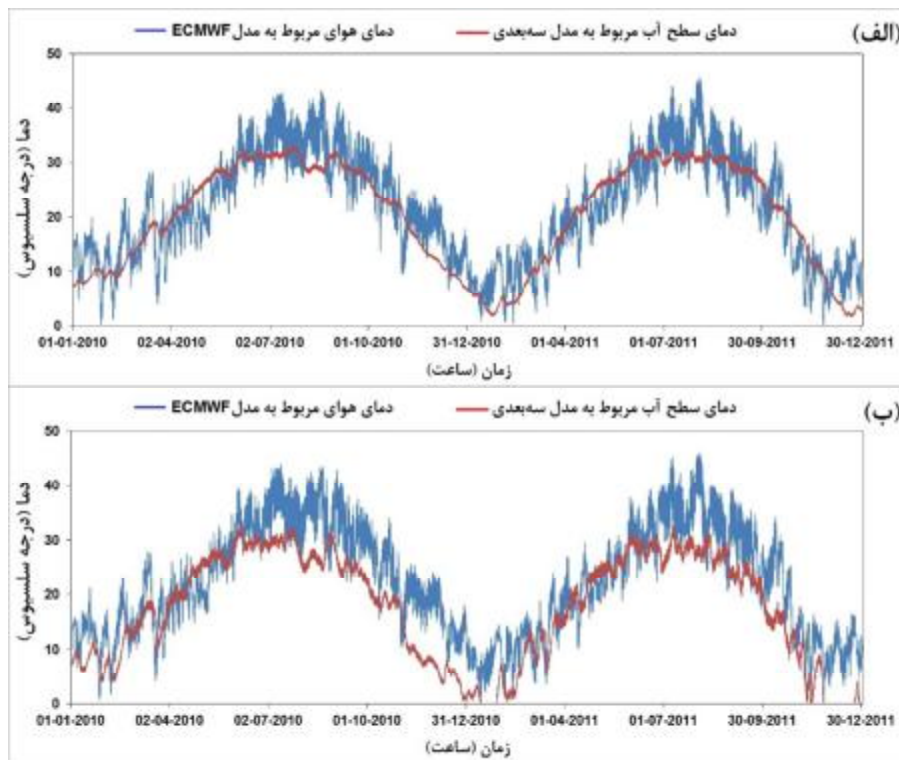 (الف)
دمای سطح آب مربوط به مدل سه‌بعدی
دمای هوای مربوط به مدل ECMWF
دما (درجه سلسیوس)
50
40
30
20
10
0
01-01-2010 02-04-2010 02-07-2010 01-10-2010 31-12-2010 01-04-2011 01-07-2011 30-09-2011 30-12-2011
زمان (ساعت)
(ب)
دمای سطح آب مربوط به مدل سه‌بعدی
دمای هوای مربوط به مدل ECMWF
دما (درجه سلسیوس)
50
40
30
20
10
0
01-01-2010 02-04-2010 02-07-2010 01-10-2010 31-12-2010 01-04-2011 01-07-2011 30-09-2011 30-12-2011
زمان (ساعت)